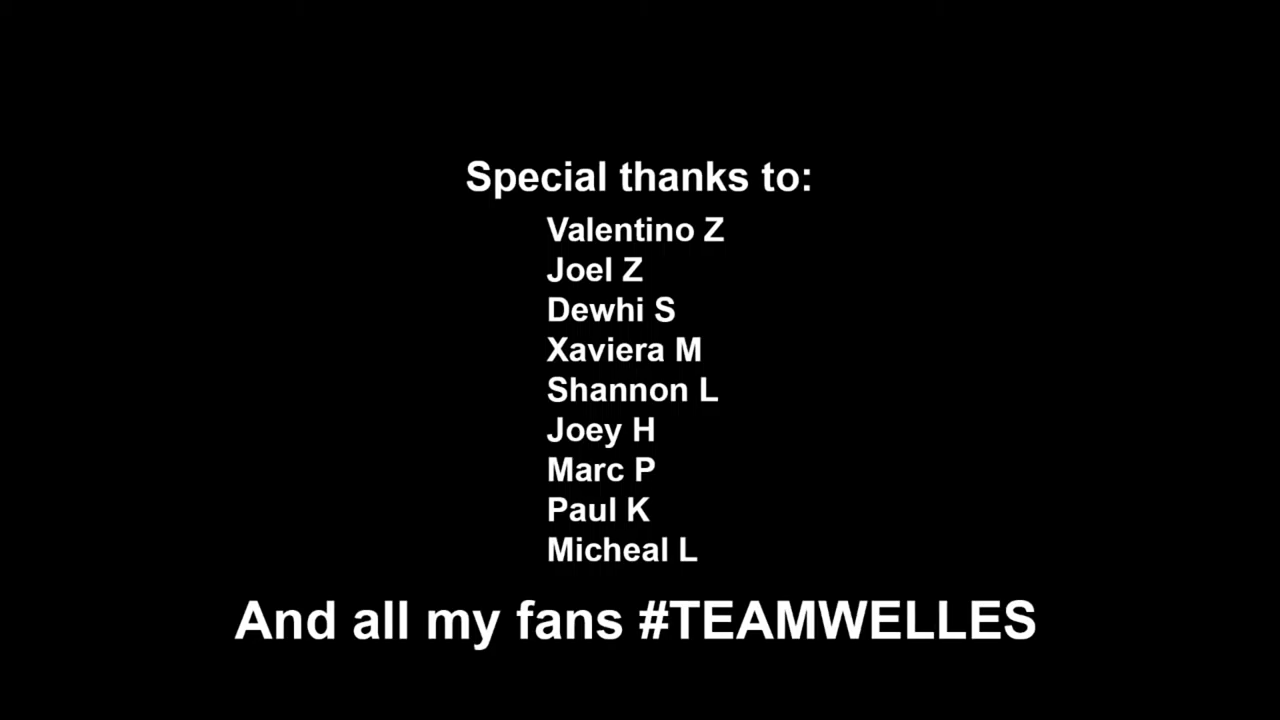 Special thanks to:
Valentino Z
Joel Z
Dewhi S
Xaviera M
Shannon L
Joey H
Marc P
Paul K
Micheal L
And all my fans #TEAMWELLES